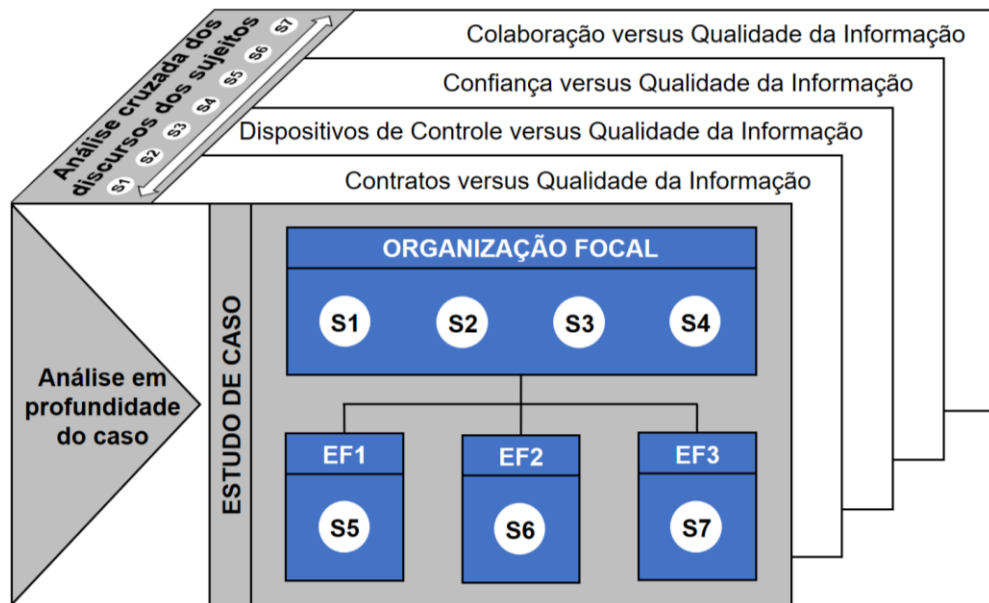 Análise cruzada dos
discursos dos sujeitos
S1 S2 S3 S4 S5 S6 S7
Colaboração versus Qualidade da Informação
Confiança versus Qualidade da Informação
Dispositivos de Controle versus Qualidade da Informação
Contratos versus Qualidade da Informação
Análise em
profundidade
do caso
ESTUDO DE CASO
ORGANIZAÇÃO FOCAL
S1 S2 S3 S4
EF1 EF2 EF3
S5 S6 S7